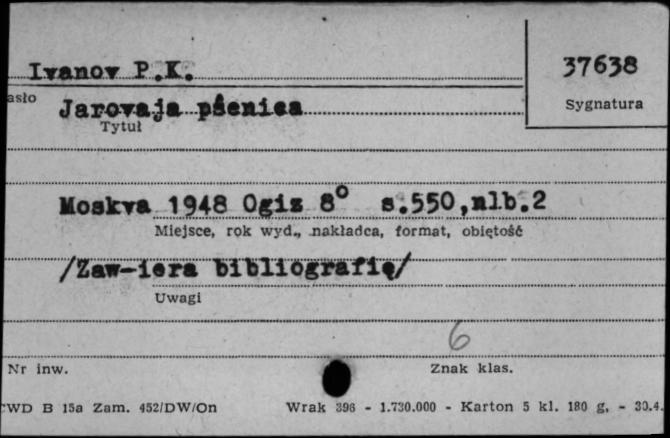 Ivanov P.K.
37638
asło
Sygnatura
Jarovaja pšenica
Tytuł
Moskva 1948 Ogiz 8° s.550,nlb.2
Miejsce, rok wyd., nakładca, format, objętość
/Zaw-iera bibliografię/
Uwagi
6
Nr inw.
Znak klas.
CWD B 15a Zam. 452/DW/On Wrak 396 - 1.730.000 - Karton 5 kl. 180 g, - 30.4.